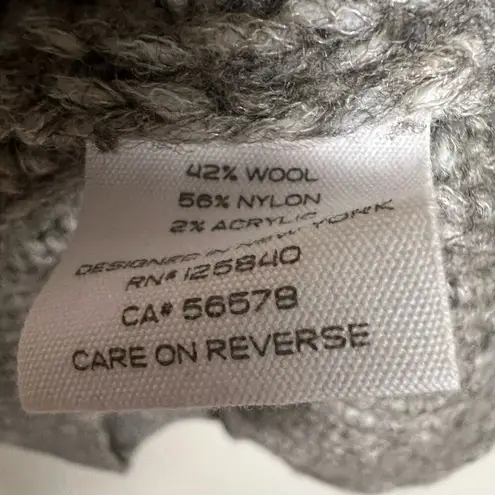 42% WOOL
56% NYLON
2% ACRYLIC
DESIGNED IN NEW YORK
RN# 125840
CA# 56578
CARE ON REVERSE